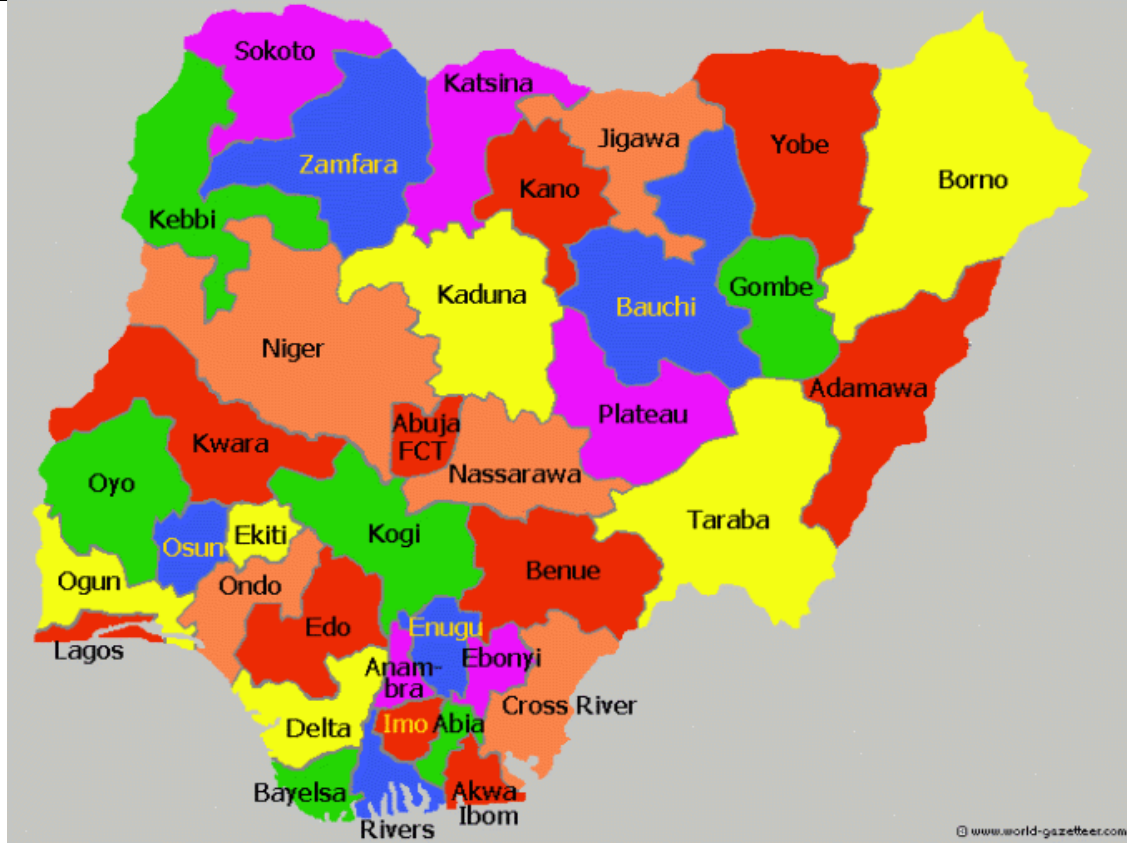 Sokoto
Katsina
Zamfara
Jigawa
Yobe
Borno
Kano
Kebbi
Kaduna
Bauchi
Gombe
Niger
Adamawa
Plateau
Abuja
FCT
Kwara
Nassarawa
Oyo
Taraba
Kogi
Osun
Ekiti
Benue
Ogun
Ondo
Edo
Enugu
Lagos
Ebonyi
Anam-
bra
Cross River
Delta
Imo
Abia
Bayelsa
Akwa
Ibom
Rivers
© www.world-gazetteer.com